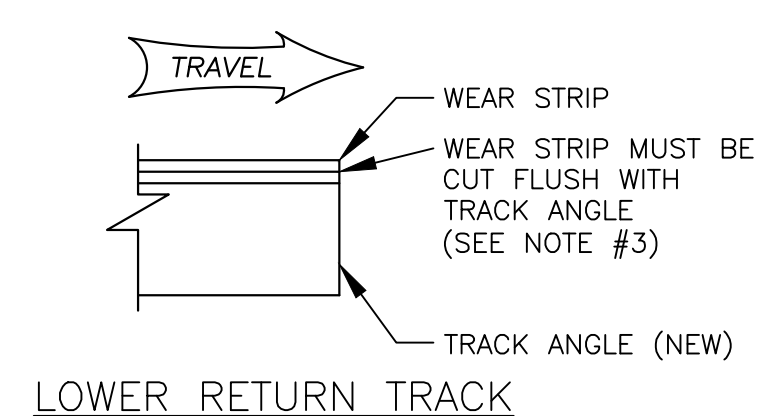 TRAVEL
WEAR STRIP
WEAR STRIP MUST BE
CUT FLUSH WITH
TRACK ANGLE
(SEE NOTE #3)
TRACK ANGLE (NEW)
LOWER RETURN TRACK